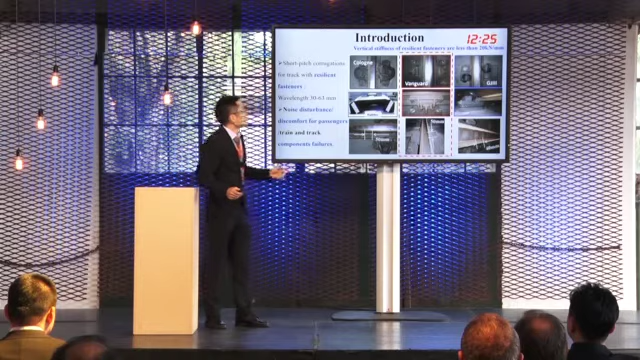 Introduction
12:25
Vertical stiffness of resilient fasteners are less than 20kN/mm
➢Short-pitch corrugations
for track with resilient
fasteners :
Wavelength 30-63 mm
➢Noise disturbance/
discomfort for passengers
train and track
components failures
Cologne
Vanguard
GJIII